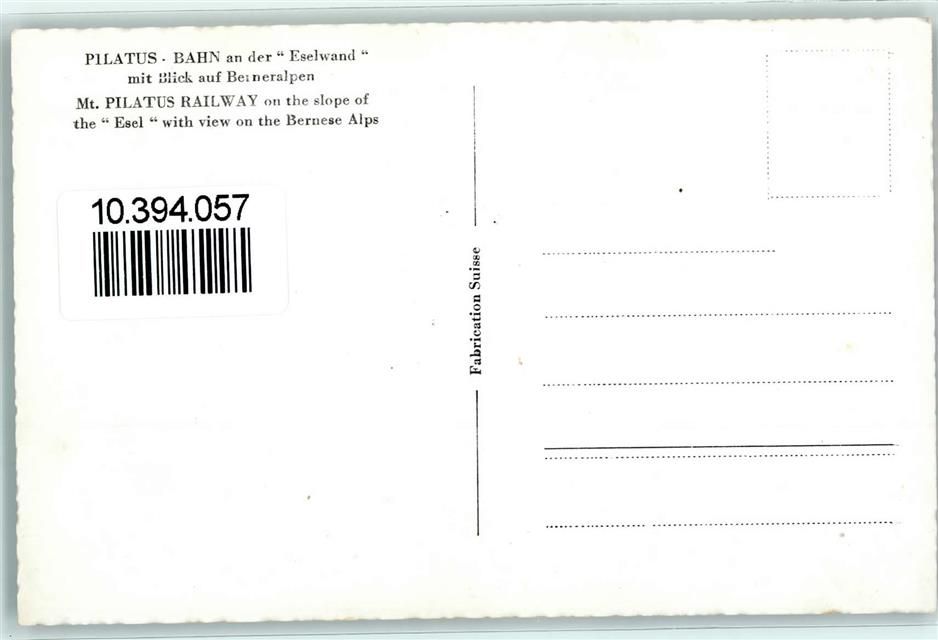 PILATUS - BAHN an der “ Eselwand “
mit Blick auf Berneralpen
Mt. PILATUS RAILWAY on the slope of
the “ Esel “ with view on the Bernese Alps
10.394.057
Fabrication Suisse